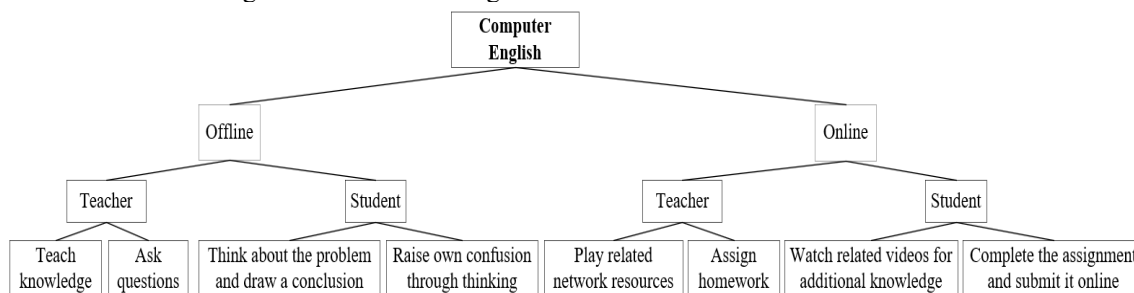 Computer
English
Offline
Online
Teacher
Student
Teacher
Student
Teach
knowledge
Ask
questions
Think about the problem
and draw a conclusion
Raise own confusion
through thinking
Play related
network resources
Assign
homework
Watch related videos for
additional knowledge
Complete the assignment
and submit it online